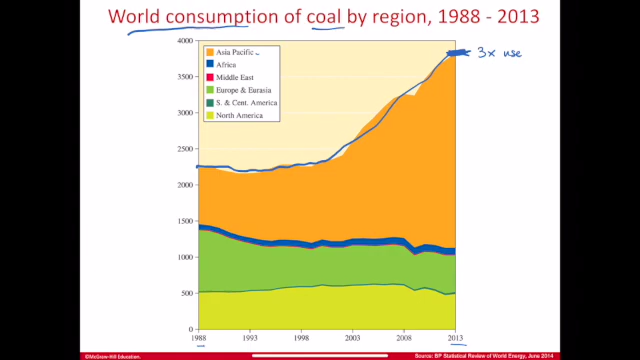 World consumption of coal by region, 1988 - 2013
4000
3500
3000
2500
2000
1500
1000
500
0
Asia Pacific
Africa
Middle East
Europe & Eurasia
S. & Cent. America
North America
3x use
1988
1993
1998
2003
2008
2013
©McGraw-Hill Education.
Source: BP Statistical Review of World Energy, June 2014